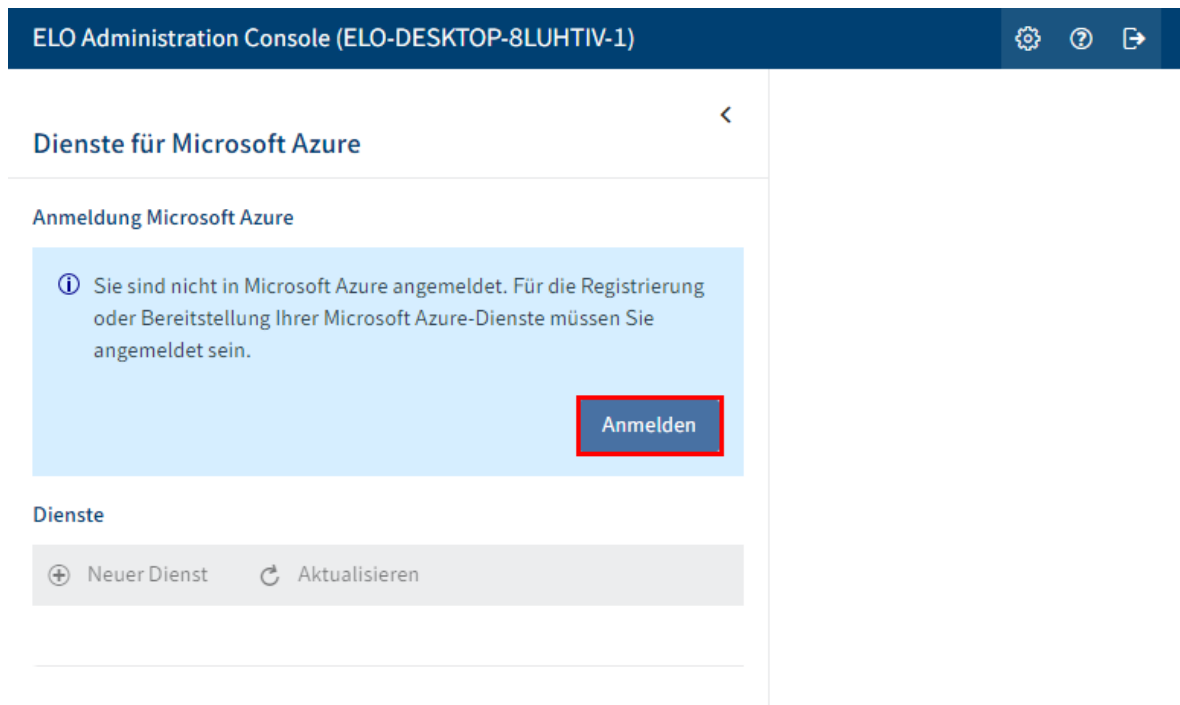 ELO Administration Console (ELO-DESKTOP-8LUHTIV-1)
Dienste für Microsoft Azure
Anmeldung Microsoft Azure
Sie sind nicht in Microsoft Azure angemeldet. Für die Registrierung
oder Bereitstellung Ihrer Microsoft Azure-Dienste müssen Sie
angemeldet sein.
Anmelden
Dienste
Neuer Dienst Aktualisieren